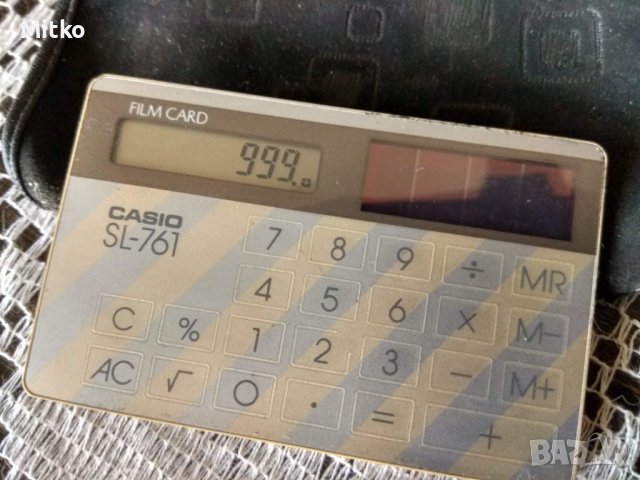 Mitko
FILM CARD
999.
CASIO
SL-761
7 8 9 ÷ MR
4 5 6 × M−
C % 1 2 3 − M+
AC √ 0 . = +
BAZAR